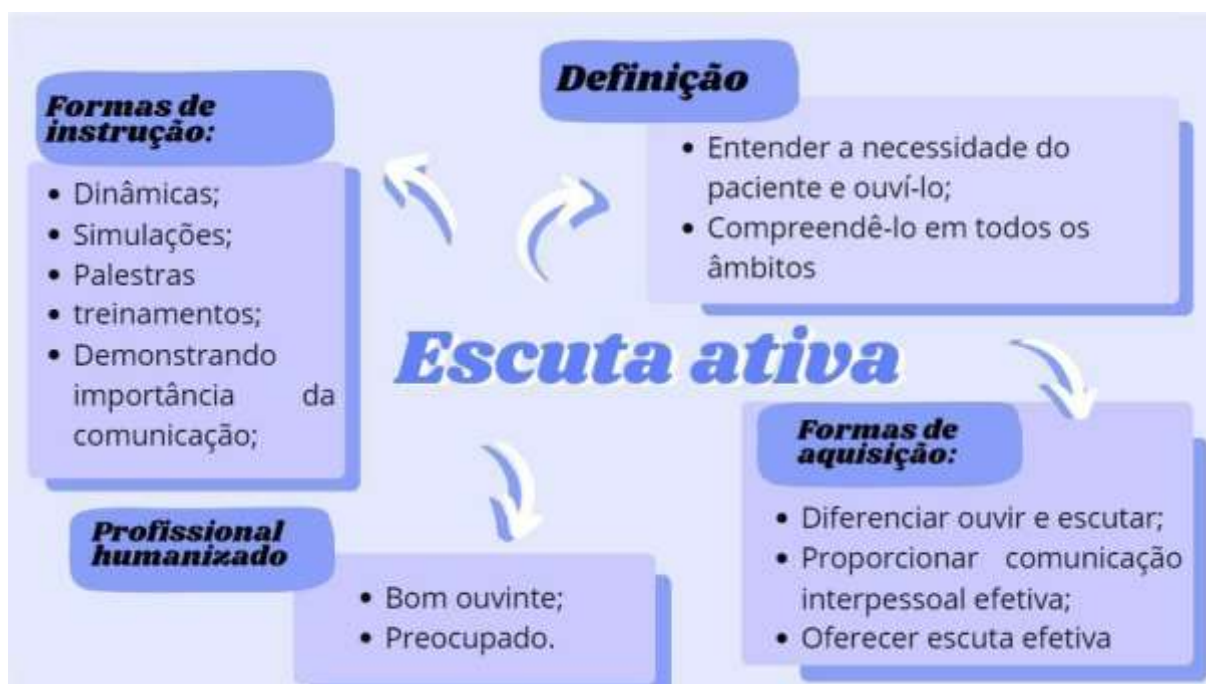 Formas de
instrução:
• Dinâmicas;
• Simulações;
• Palestras
• treinamentos;
• Demonstrando
importância da
comunicação;
Definição
• Entender a necessidade do
paciente e ouví-lo;
• Compreendê-lo em todos os
âmbitos
Escuta ativa
Profissional
humanizado
• Bom ouvinte;
• Preocupado.
Formas de
aquisição:
• Diferenciar ouvir e escutar;
• Proporcionar comunicação
interpessoal efetiva;
• Oferecer escuta efetiva